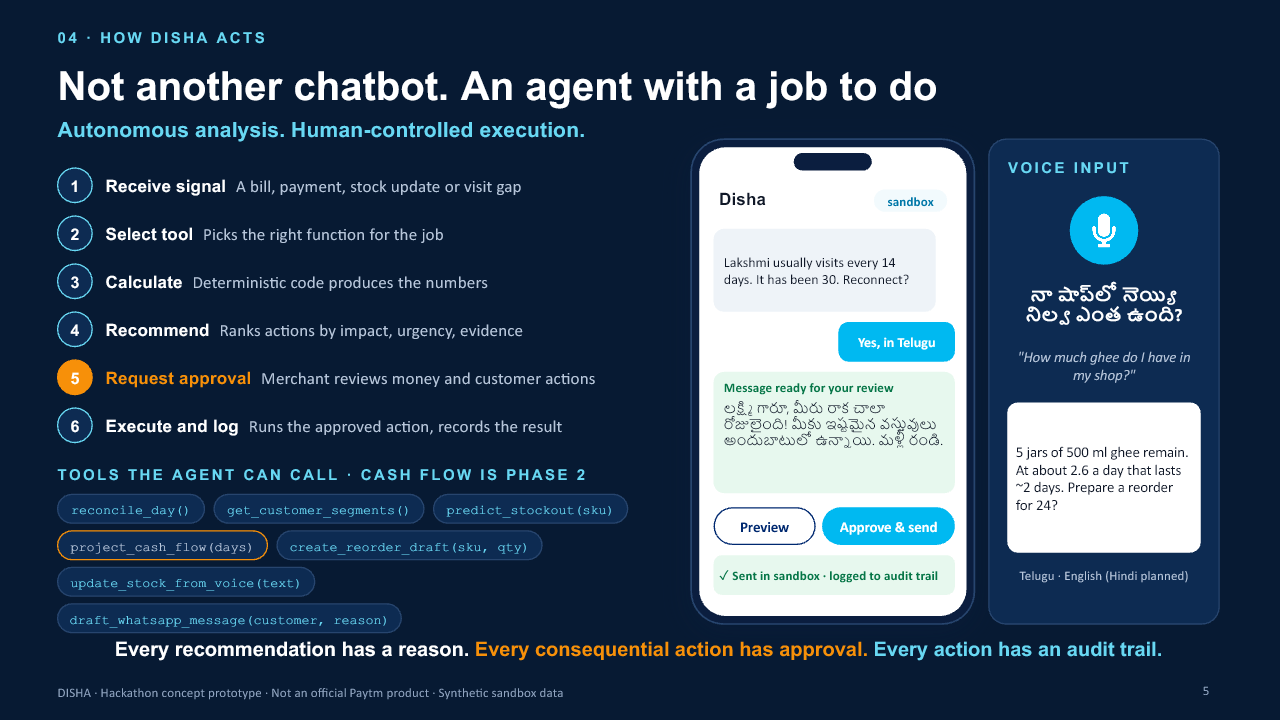 04 · HOW DISHA ACTS
Not another chatbot. An agent with a job to do
Autonomous analysis. Human-controlled execution.
1 Receive signal A bill, payment, stock update or visit gap
2 Select tool Picks the right function for the job
3 Calculate Deterministic code produces the numbers
4 Recommend Ranks actions by impact, urgency, evidence
5 Request approval Merchant reviews money and customer actions
6 Execute and log Runs the approved action, records the result
TOOLS THE AGENT CAN CALL · CASH FLOW IS PHASE 2
reconcile_day() get_customer_segments() predict_stockout(sku)
project_cash_flow(days) create_reorder_draft(sku, qty)
update_stock_from_voice(text)
draft_whatsapp_message(customer, reason)
Disha sandbox
Lakshmi usually visits every 14
days. It has been 30. Reconnect?
Yes, in Telugu
Message ready for your review
లక్ష్మి గారూ, మీరు రాక చాలా
రోజులైంది! మీకు ఇష్టమైన వస్తువులు
అందుబాటులో ఉన్నాయి. మళ్లీ రండి.
Preview Approve & send
✓ Sent in sandbox · logged to audit trail
VOICE INPUT
నా షాప్‌లో నెయ్యి
నిల్వ ఎంత ఉంది?
"How much ghee do I have in
my shop?"
5 jars of 500 ml ghee remain.
At about 2.6 a day that lasts
~2 days. Prepare a reorder
for 24?
Telugu · English (Hindi planned)
Every recommendation has a reason. Every consequential action has approval. Every action has an audit trail.
DISHA · Hackathon concept prototype · Not an official Paytm product · Synthetic sandbox data
5